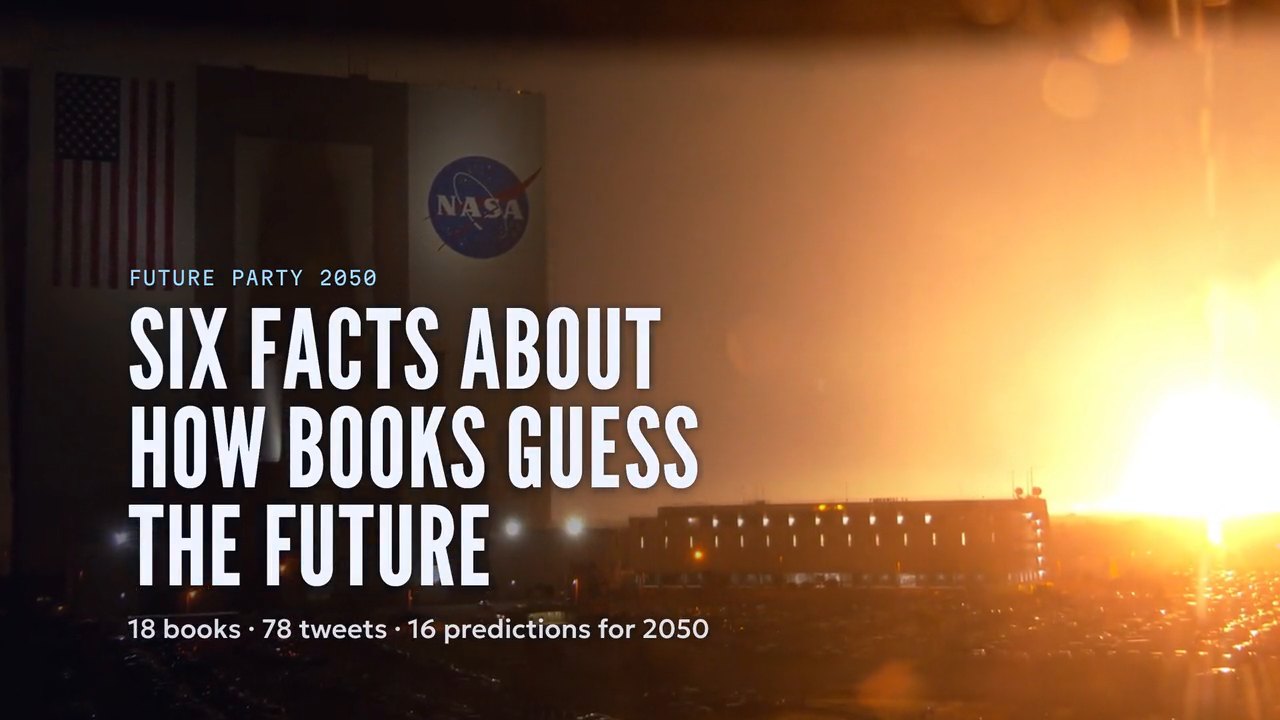 NASA
FUTURE PARTY 2050
SIX FACTS ABOUT
HOW BOOKS GUESS
THE FUTURE
18 books · 78 tweets · 16 predictions for 2050